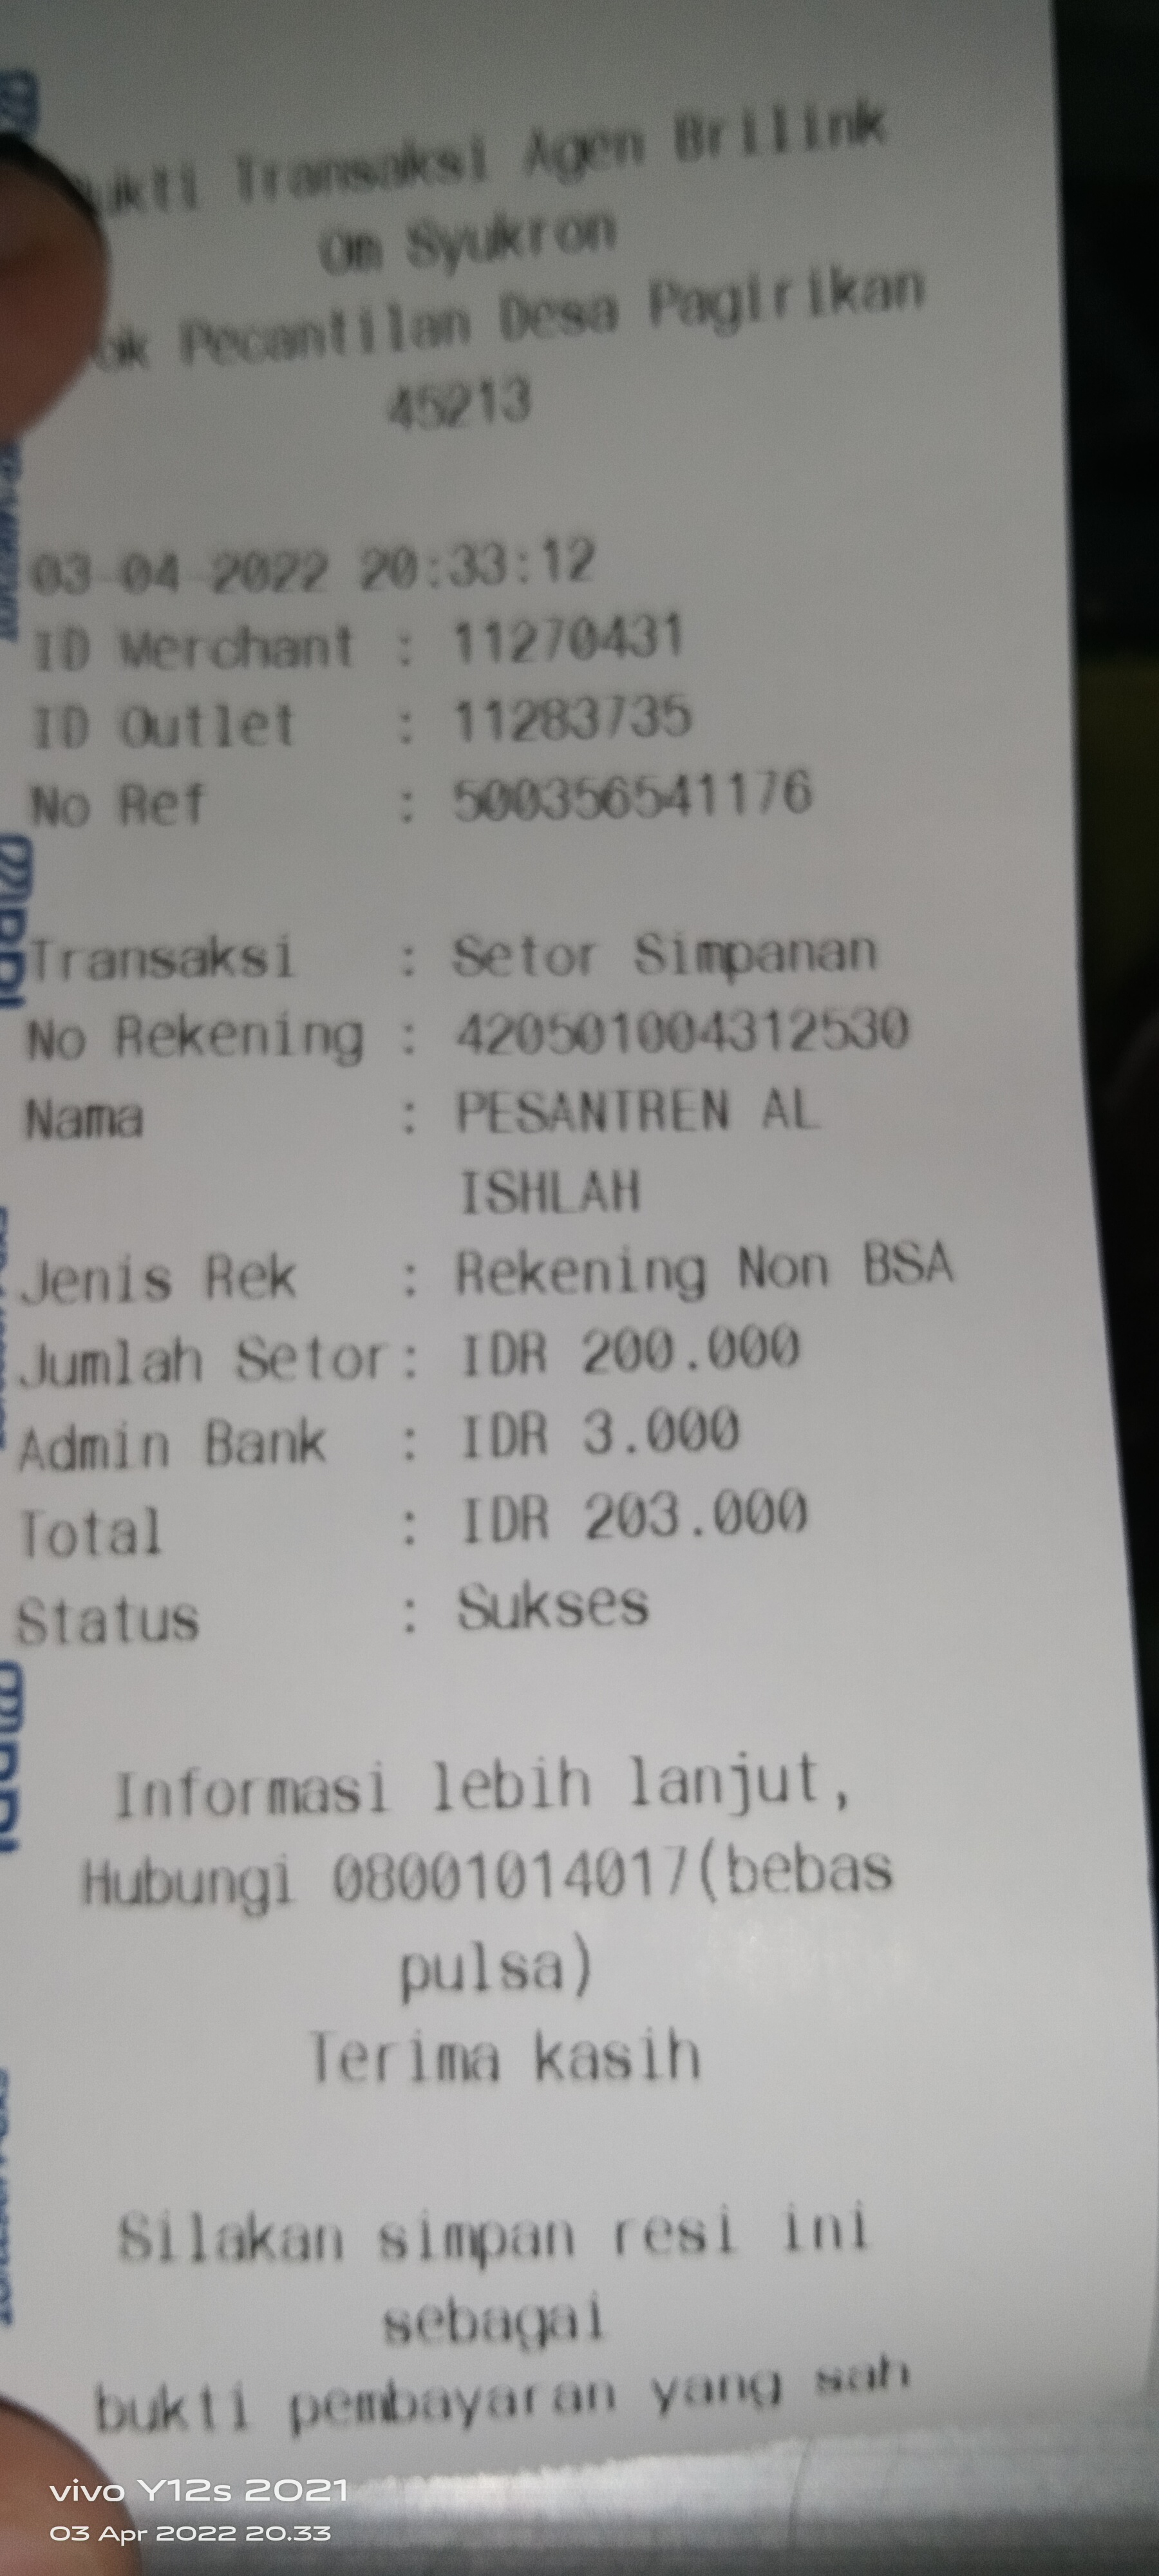 Bukti Transaksi Agen Brilink
Om Syukron
ok Pecantilan Desa Pagirikan
45213
03-04-2022 20:33:12
ID Merchant : 11270431
ID Outlet : 11283735
No Ref : 500356541176
Transaksi : Setor Simpanan
No Rekening : 420501004312530
Nama : PESANTREN AL
ISHLAH
Jenis Rek : Rekening Non BSA
Jumlah Setor: IDR 200.000
Admin Bank : IDR 3.000
Total : IDR 203.000
Status : Sukses
Informasi lebih lanjut,
Hubungi 08001014017(bebas
pulsa)
Terima kasih
Silakan simpan resi ini
sebagai
bukti pembayaran yang sah
vivo Y12s 2021
03 Apr 2022 20.33